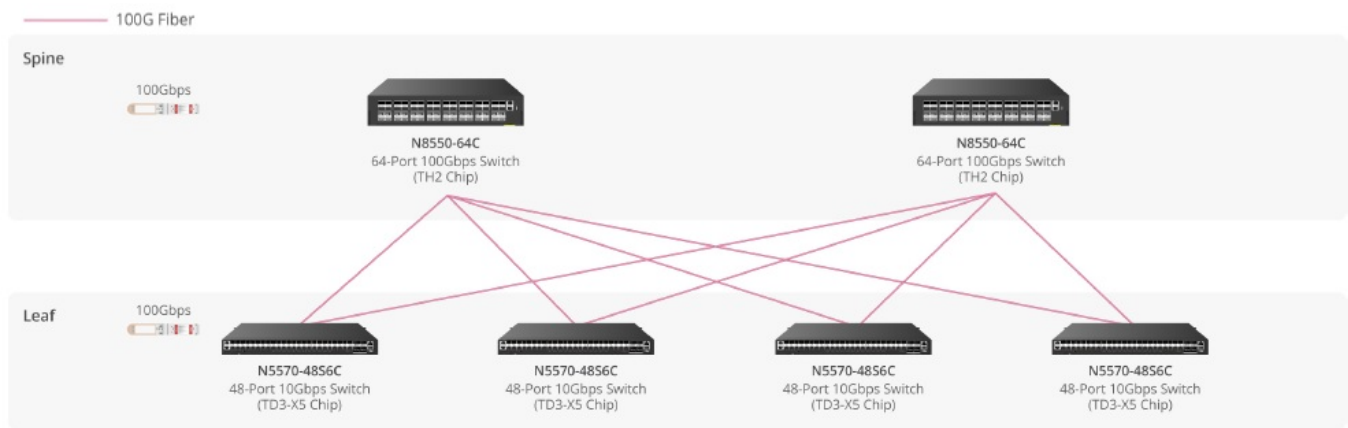 100G Fiber
Spine
100Gbps
N8550-64C
64-Port 100Gbps Switch
(TH2 Chip)
N8550-64C
64-Port 100Gbps Switch
(TH2 Chip)
Leaf
100Gbps
N5570-48S6C
48-Port 10Gbps Switch
(TD3-X5 Chip)
N5570-48S6C
48-Port 10Gbps Switch
(TD3-X5 Chip)
N5570-48S6C
48-Port 10Gbps Switch
(TD3-X5 Chip)
N5570-48S6C
48-Port 10Gbps Switch
(TD3-X5 Chip)